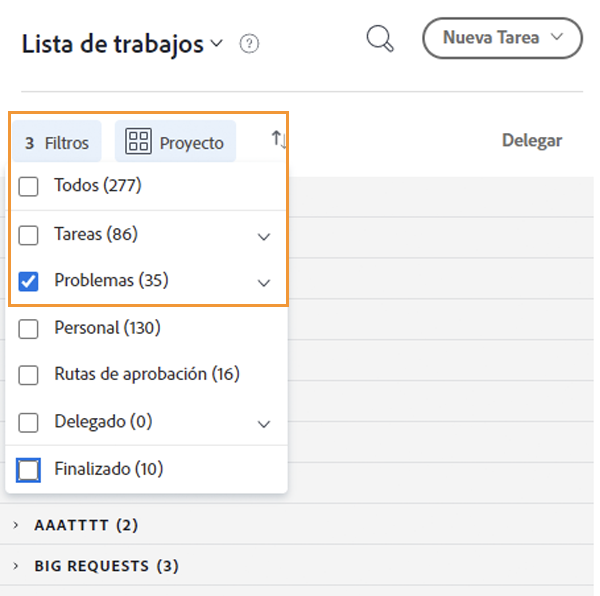 Lista de trabajos
Nueva Tarea
3 Filtros
Proyecto
Delegar
Todos (277)
Tareas (86)
Problemas (35)
Personal (130)
Rutas de aprobación (16)
Delegado (0)
Finalizado (10)
AAATTTT (2)
BIG REQUESTS (3)